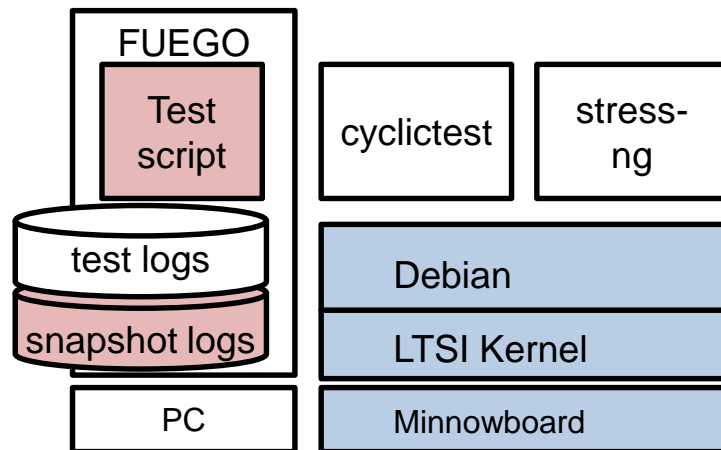 FUEGO
Test
script
cyclictest
stress-
ng
test logs
snapshot logs
Debian
LTSI Kernel
PC
Minnowboard